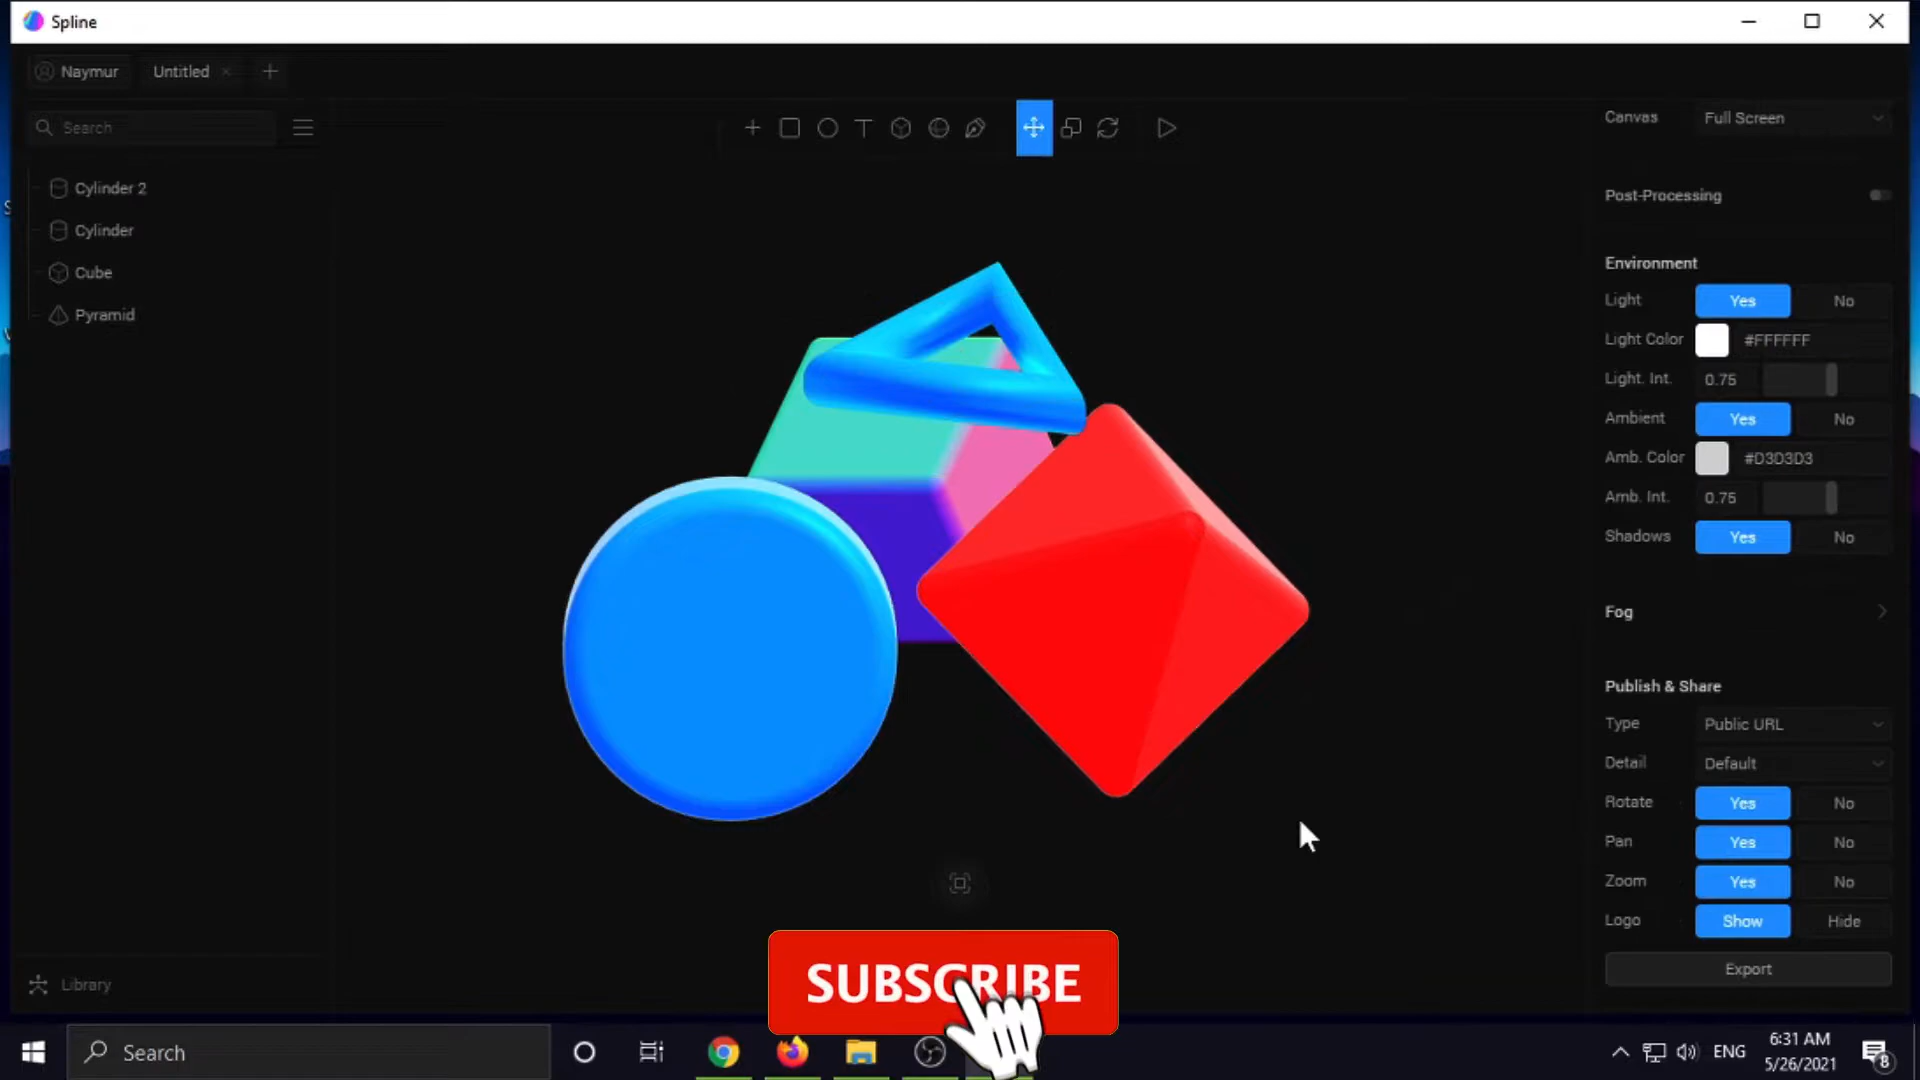 Spline
Naymur
Untitled
Search
Cylinder 2
Cylinder
Cube
Pyramid
Library
Canvas Full Screen
Post-Processing
Environment
Light Yes No
Light Color #FFFFFF
Light. Int. 0.75
Ambient Yes No
Amb. Color #D3D3D3
Amb. Int. 0.75
Shadows Yes No
Fog
Publish & Share
Type Public URL
Detail Default
Rotate Yes No
Pan Yes No
Zoom Yes No
Logo Show Hide
Export
SUBSCRIBE
Search
ENG
6:31 AM
5/26/2021
8